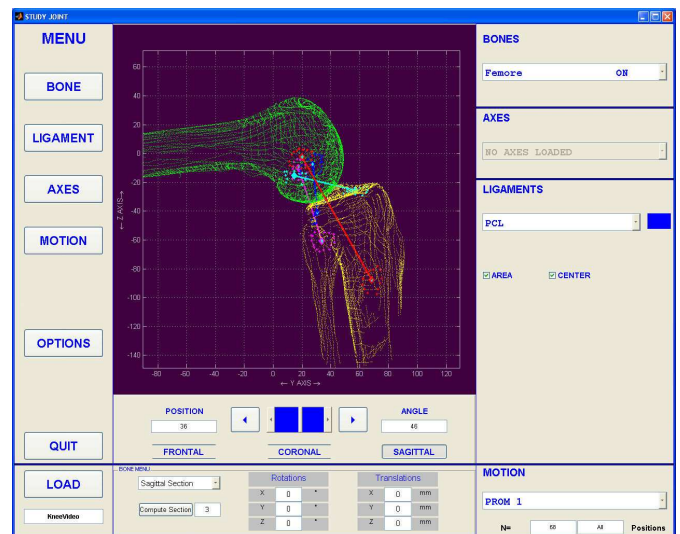 STUDY JOINT
MENU
BONE
LIGAMENT
AXES
MOTION
OPTIONS
QUIT
LOAD
KneeVideo
60
40
20
0
-20
-40
-60
-80
-100
-120
-140
← Z AXIS →
-80 -60 -40 -20 0 20 40 60 80 100 120
← Y AXIS →
POSITION
36
ANGLE
46
FRONTAL CORONAL SAGITTAL
BONE MENU
Sagittal Section
Compute Section 3
Rotations
X 0 °
Y 0 °
Z 0 °
Translations
X 0 mm
Y 0 mm
Z 0 mm
BONES
Femore ON
AXES
NO AXES LOADED
LIGAMENTS
PCL
AREA CENTER
MOTION
PROM 1
N= 68 All Positions